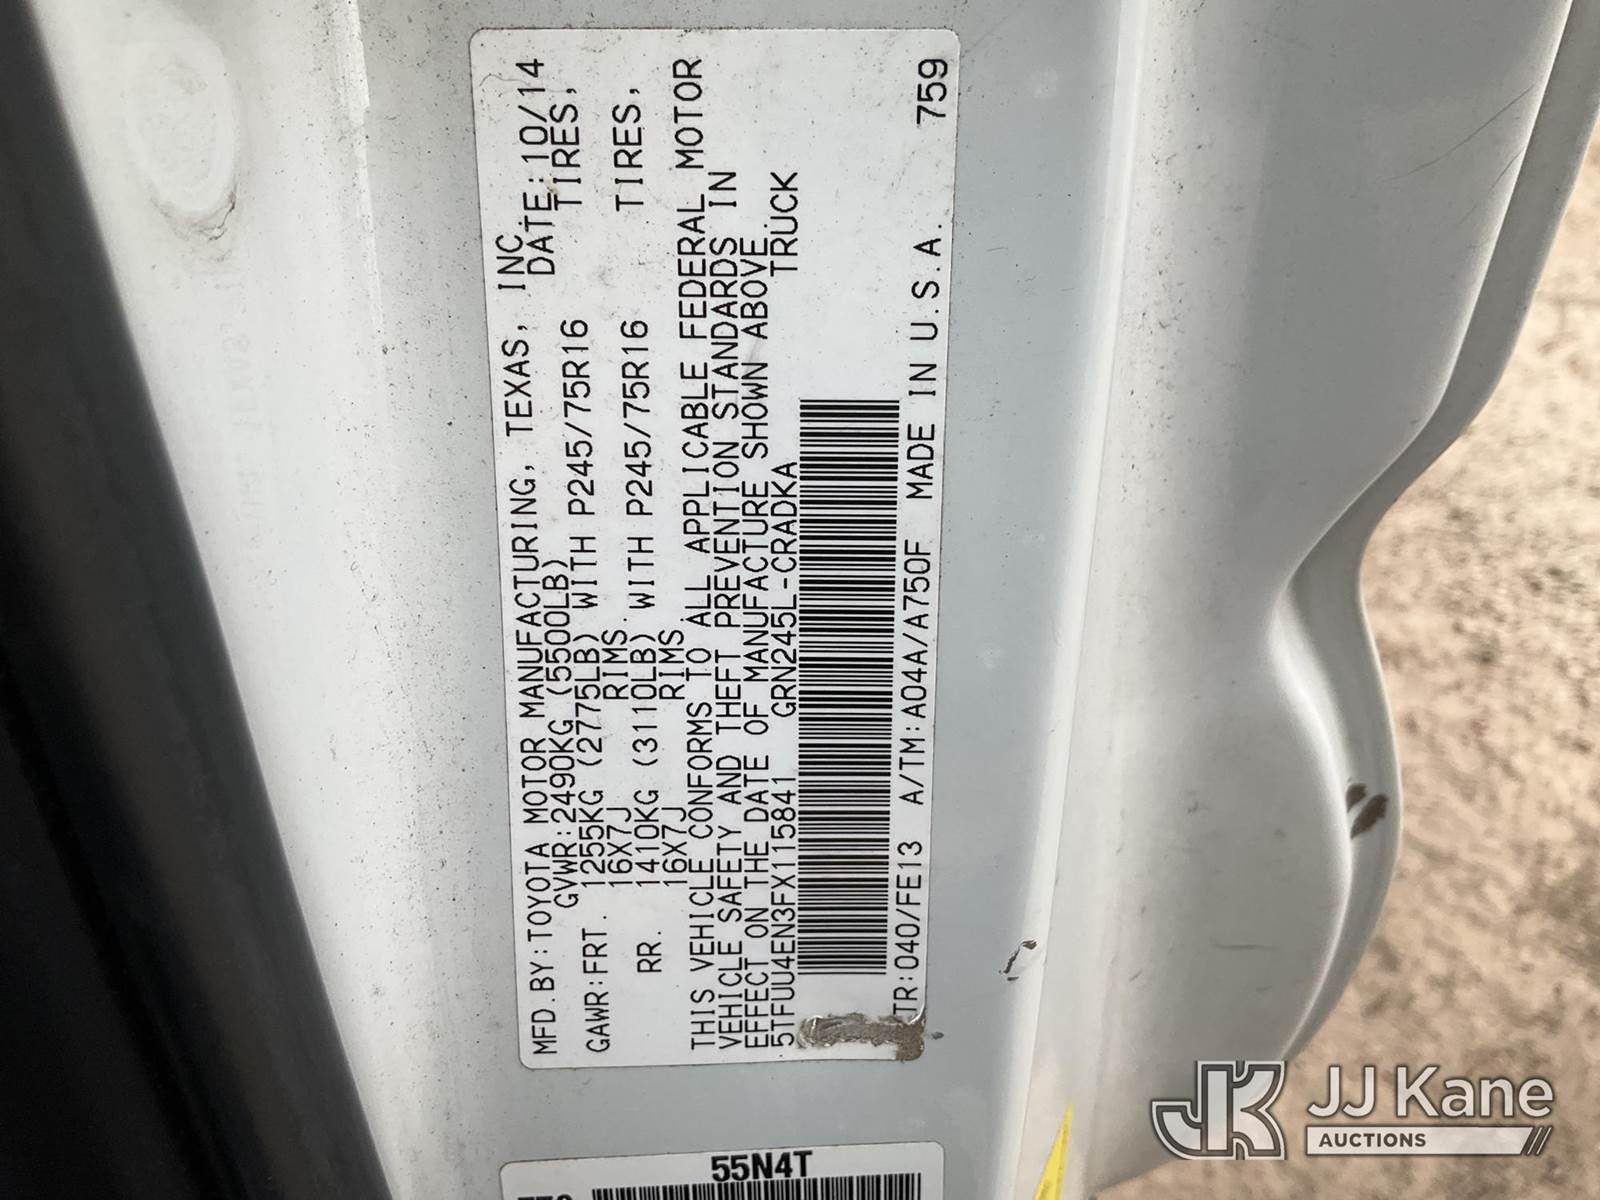 MFD.BY:TOYOTA MOTOR MANUFACTURING, TEXAS, INC.
GVWR:2490KG (5500LB) DATE:10/14
GAWR:FRT. 1255KG (2775LB) WITH P245/75R16 TIRES,
16X7J RIMS.
RR. 1410KG (3110LB) WITH P245/75R16 TIRES,
16X7J RIMS
THIS VEHICLE CONFORMS TO ALL APPLICABLE FEDERAL MOTOR
VEHICLE SAFETY AND THEFT PREVENTION STANDARDS IN
EFFECT ON THE DATE OF MANUFACTURE SHOWN ABOVE.
5TFUU4EN3FX115841 GRN245L-CRADKA TRUCK
TR:040/FE13 A/TM:A04A/A750F MADE IN U.S.A. 759
55N4T
JJ Kane
AUCTIONS